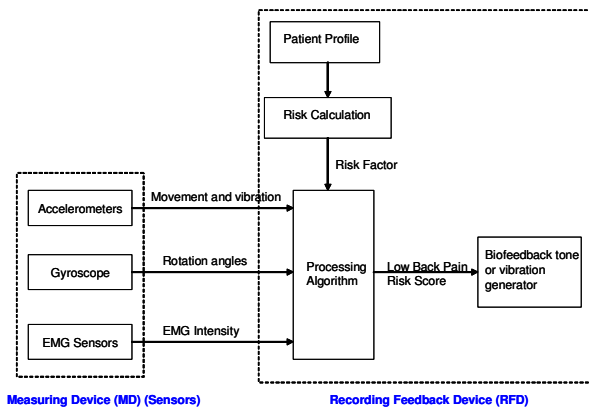 Patient Profile
Risk Calculation
Risk Factor
Movement and vibration
Accelerometers
Rotation angles
Gyroscope
Processing
Algorithm
Low Back Pain
Risk Score
Biofeedback tone
or vibration
generator
EMG Intensity
EMG Sensors
Measuring Device (MD) (Sensors)
Recording Feedback Device (RFD)